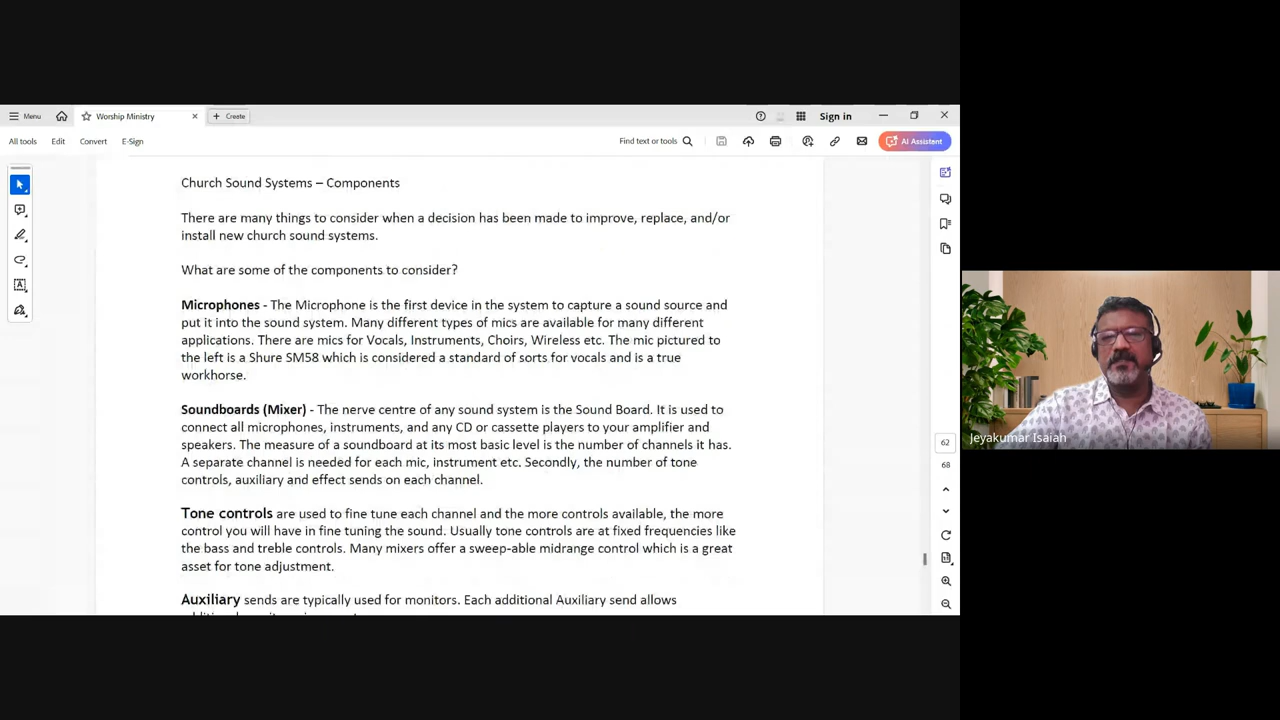 Menu
Worship Ministry
Create
Sign in
All tools
Edit
Convert
E-Sign
Find text or tools
AI Assistant
Church Sound Systems – Components
There are many things to consider when a decision has been made to improve, replace, and/or
install new church sound systems.
What are some of the components to consider?
Microphones - The Microphone is the first device in the system to capture a sound source and
put it into the sound system. Many different types of mics are available for many different
applications. There are mics for Vocals, Instruments, Choirs, Wireless etc. The mic pictured to
the left is a Shure SM58 which is considered a standard of sorts for vocals and is a true
workhorse.
Soundboards (Mixer) - The nerve centre of any sound system is the Sound Board. It is used to
connect all microphones, instruments, and any CD or cassette players to your amplifier and
speakers. The measure of a soundboard at its most basic level is the number of channels it has.
A separate channel is needed for each mic, instrument etc. Secondly, the number of tone
controls, auxiliary and effect sends on each channel.
Tone controls are used to fine tune each channel and the more controls available, the more
control you will have in fine tuning the sound. Usually tone controls are at fixed frequencies like
the bass and treble controls. Many mixers offer a sweep-able midrange control which is a great
asset for tone adjustment.
Auxiliary sends are typically used for monitors. Each additional Auxiliary send allows
62
68
Jeyakumar Isaiah